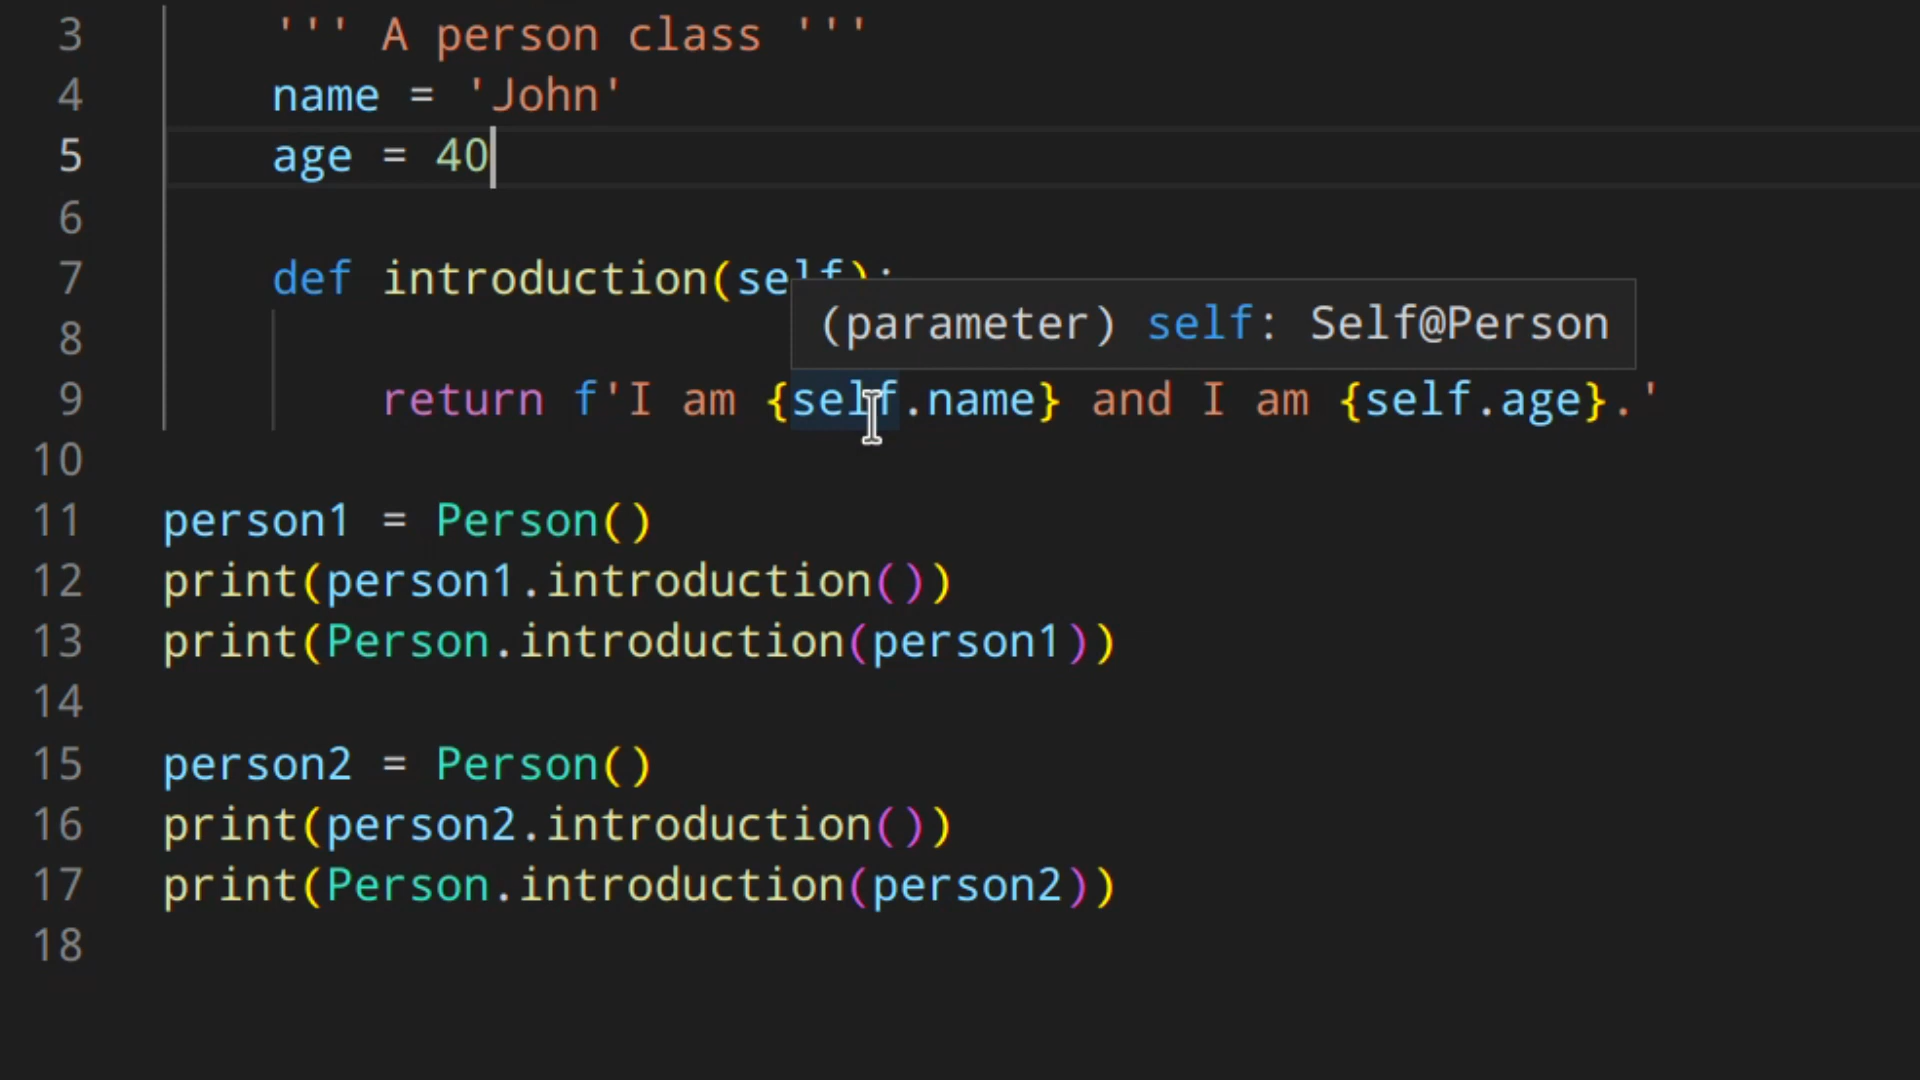 3 ''' A person class '''
4 name = 'John'
5 age = 40
6
7 def introduction(self):
(parameter) self: Self@Person
8
9 return f'I am {self.name} and I am {self.age}.'
10
11 person1 = Person()
12 print(person1.introduction())
13 print(Person.introduction(person1))
14
15 person2 = Person()
16 print(person2.introduction())
17 print(Person.introduction(person2))
18